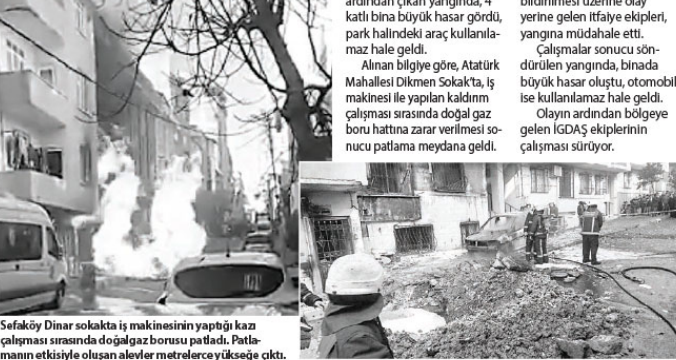 ardından çıkan yangında, 4
katlı bina büyük hasar gördü,
park halindeki araç kullanıla-
maz hale geldi.
Alınan bilgiye göre, Atatürk
Mahallesi Dikmen Sokak'ta, iş
makinesi ile yapılan kaldırım
çalışması sırasında doğal gaz
boru hattına zarar verilmesi so-
nucu patlama meydana geldi.
bildirilmesi üzerine olay
yerine gelen itfaiye ekipleri,
yangına müdahale etti.
Çalışmalar sonucu sön-
dürülen yangında, binada
büyük hasar oluştu, otomobil
ise kullanılamaz hale geldi.
Olayın ardından bölgeye
gelen İGDAŞ ekiplerinin
çalışması sürüyor.
Sefaköy Dinar sokakta iş makinesinin yaptığı kazı
çalışması sırasında doğalgaz borusu patladı. Patla-
manın etkisiyle oluşan alevler metrelerce yükseğe çıktı.